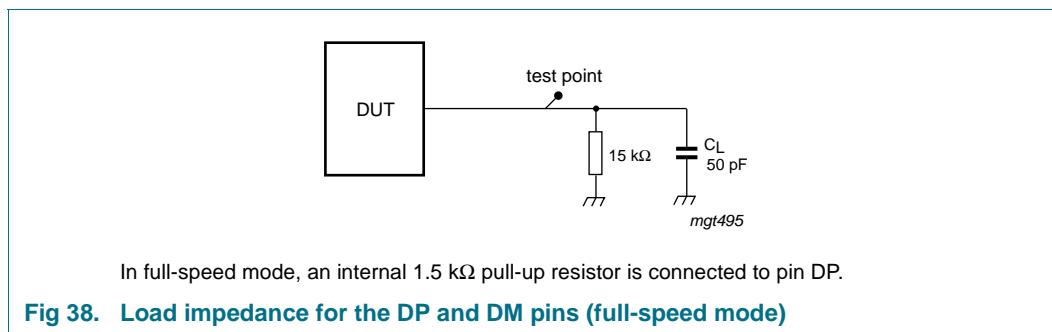 test point
DUT
15 kΩ
CL
50 pF
mgt495
In full-speed mode, an internal 1.5 kΩ pull-up resistor is connected to pin DP.
Fig 38. Load impedance for the DP and DM pins (full-speed mode)